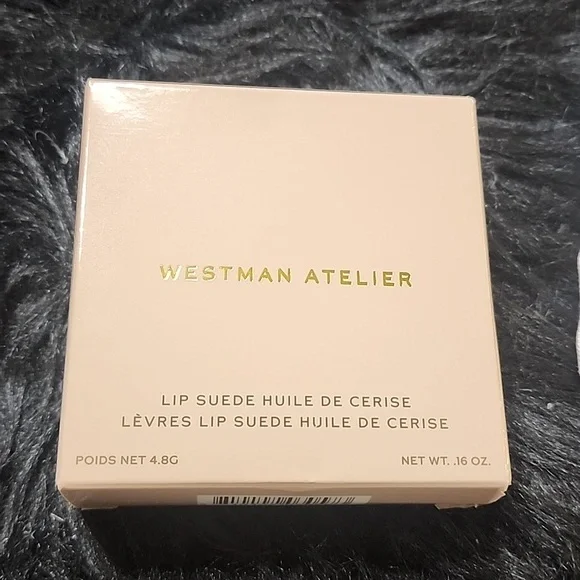 WESTMAN ATELIER
LIP SUEDE HUILE DE CERISE
LÈVRES LIP SUEDE HUILE DE CERISE
POIDS NET 4.8G NET WT. .16 OZ.